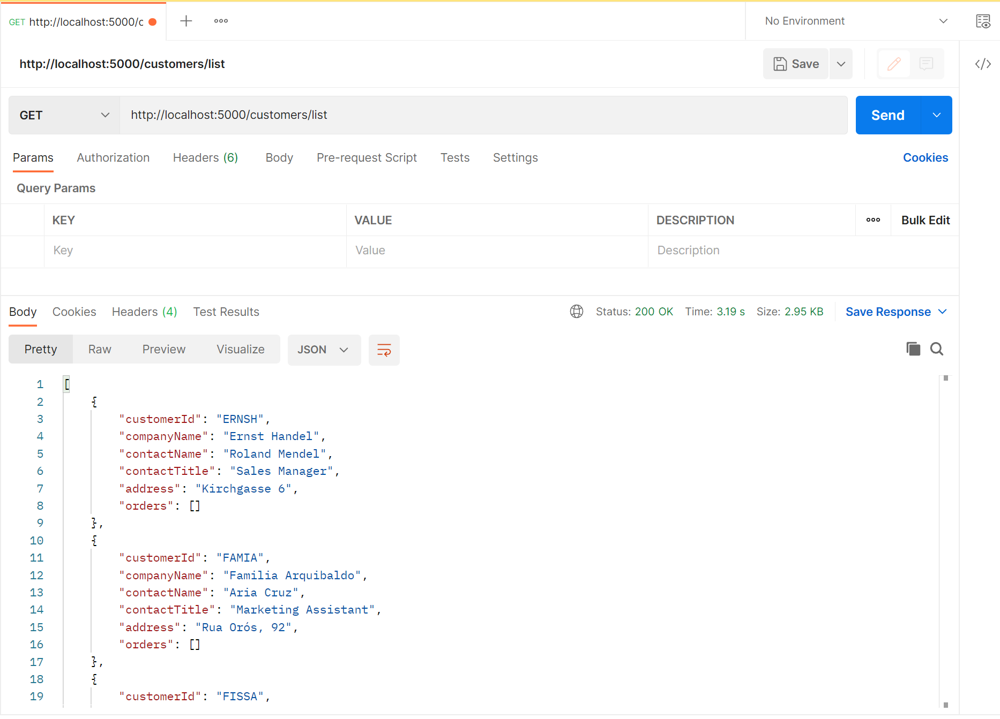 GET http://localhost:5000/c
No Environment
http://localhost:5000/customers/list
Save
GET http://localhost:5000/customers/list Send
Params Authorization Headers (6) Body Pre-request Script Tests Settings Cookies
Query Params
KEY VALUE DESCRIPTION Bulk Edit
Key Value Description
Body Cookies Headers (4) Test Results Status: 200 OK Time: 3.19 s Size: 2.95 KB Save Response
Pretty Raw Preview Visualize JSON
1 [
2 {
3 "customerId": "ERNSH",
4 "companyName": "Ernst Handel",
5 "contactName": "Roland Mendel",
6 "contactTitle": "Sales Manager",
7 "address": "Kirchgasse 6",
8 "orders": []
9 },
10 {
11 "customerId": "FAMIA",
12 "companyName": "Familia Arquibaldo",
13 "contactName": "Aria Cruz",
14 "contactTitle": "Marketing Assistant",
15 "address": "Rua Orós, 92",
16 "orders": []
17 },
18 {
19 "customerId": "FISSA",